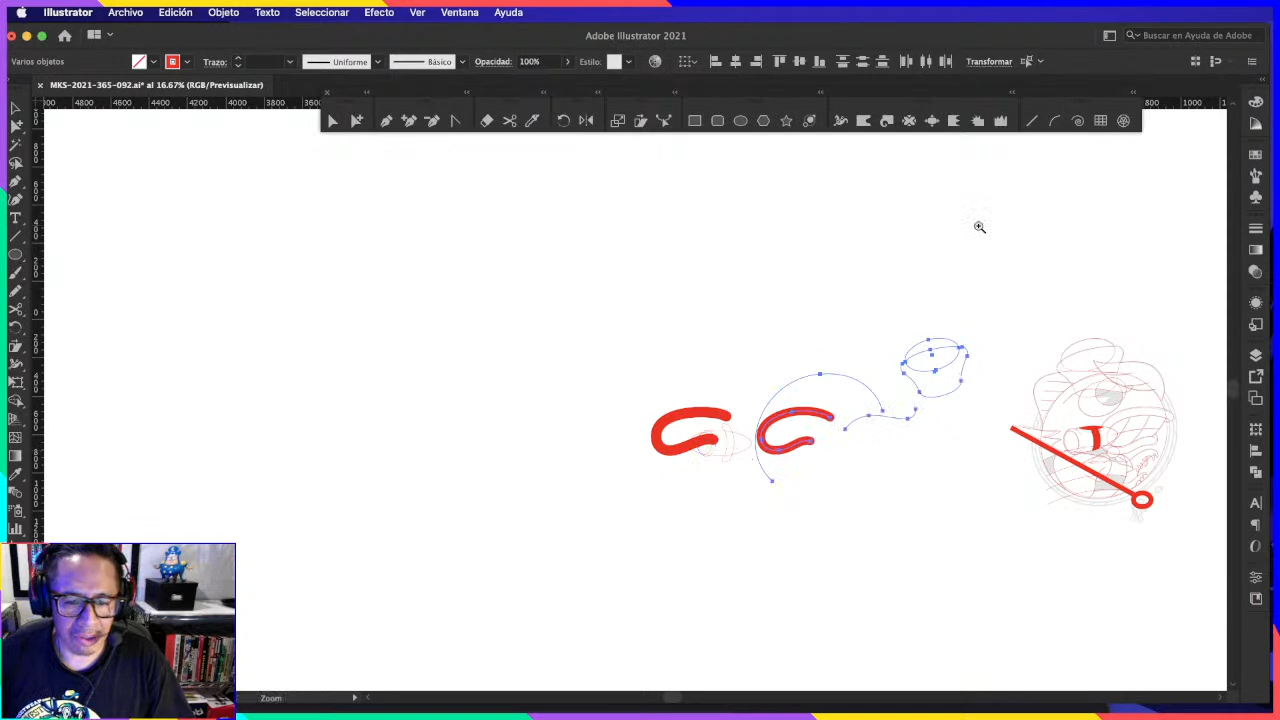 Illustrator Archivo Edición Objeto Texto Seleccionar Efecto Ver Ventana Ayuda
Adobe Illustrator 2021
Buscar en Ayuda de Adobe
Varios objetos Trazo: Uniforme Básico Opacidad: 100% Estilo: Transformar
MKS-2021-365-092.ai* al 16.67% (RGB/Previsualizar)
4800 4600 4400 4200 4000 3800 3600 800 1000
Zoom